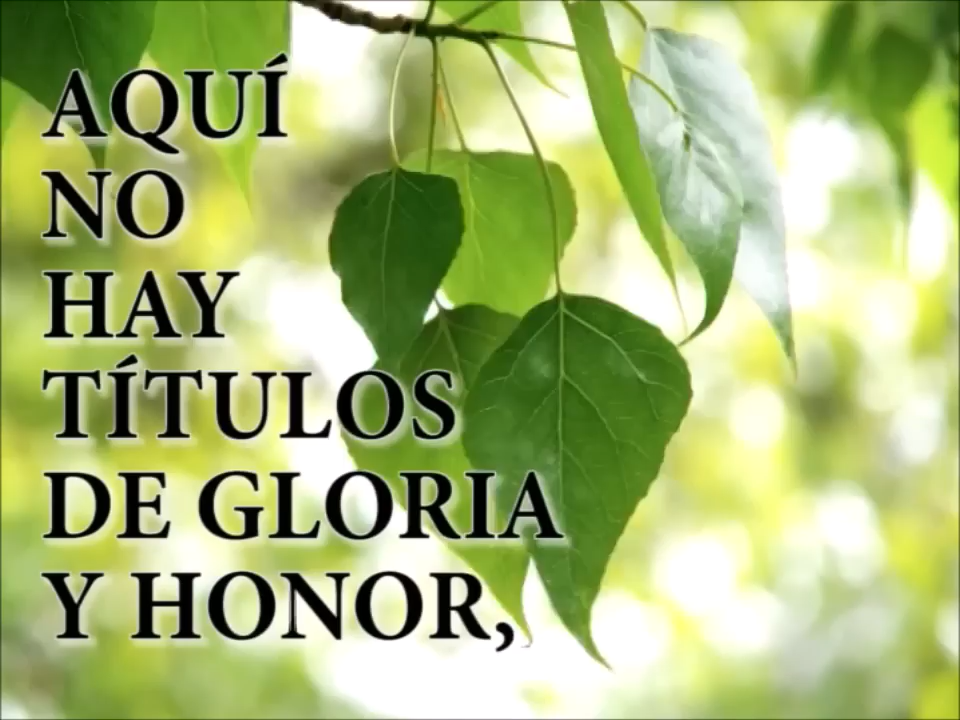 AQUÍ
NO
HAY
TÍTULOS
DE GLORIA
Y HONOR,